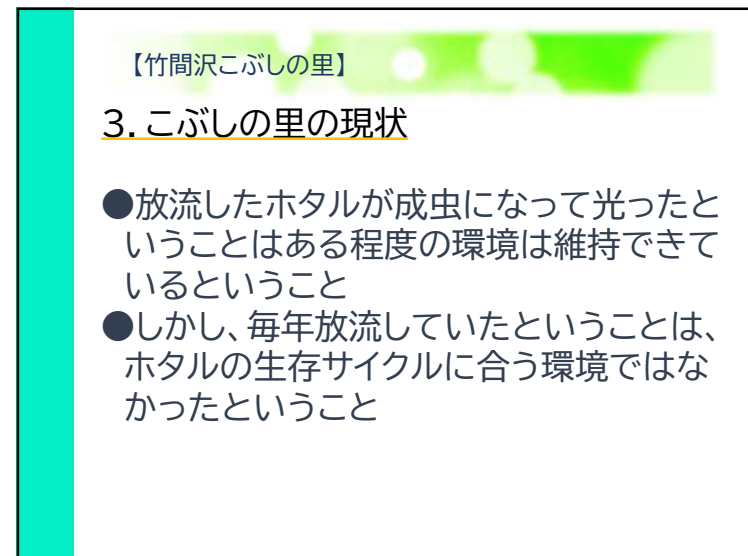 【竹間沢こぶしの里】
3．こぶしの里の現状
●放流したホタルが成虫になって光ったと
いうことはある程度の環境は維持できて
いるということ
●しかし、毎年放流していたということは、
ホタルの生存サイクルに合う環境ではな
かったということ